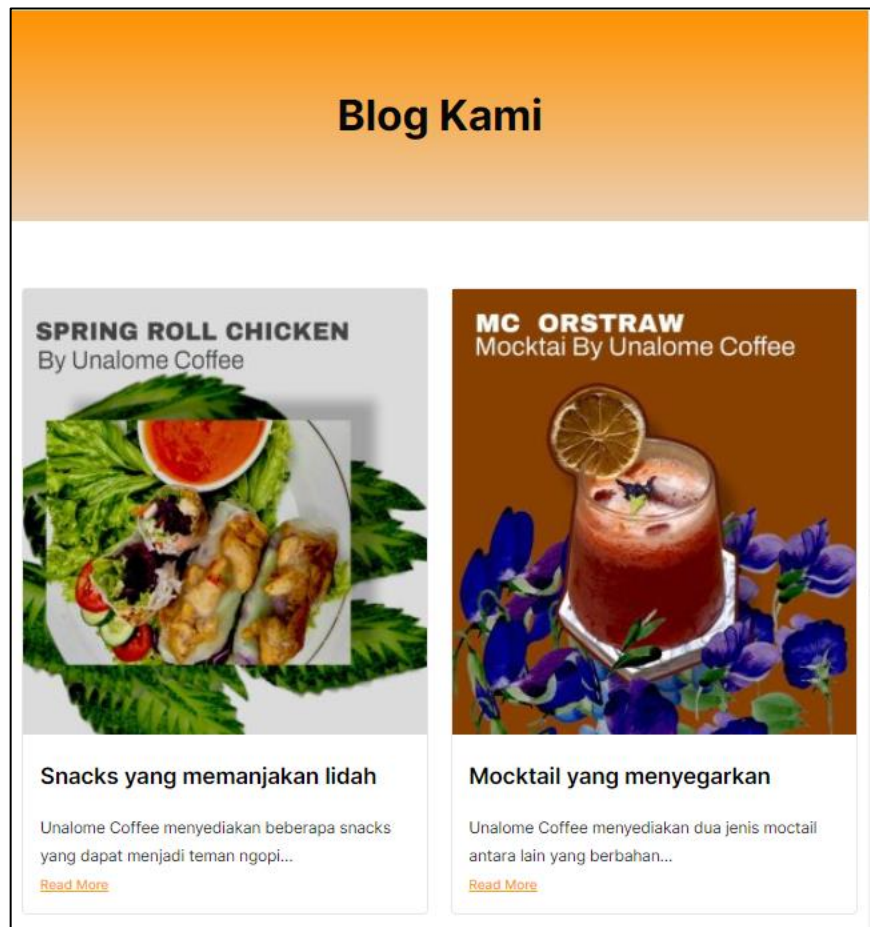 Blog Kami
SPRING ROLL CHICKEN
By Unalome Coffee
Snacks yang memanjakan lidah
Unalome Coffee menyediakan beberapa snacks
yang dapat menjadi teman ngopi...
Read More
MC ORSTRAW
Mocktai By Unalome Coffee
Mocktail yang menyegarkan
Unalome Coffee menyediakan dua jenis moctail
antara lain yang berbahan...
Read More